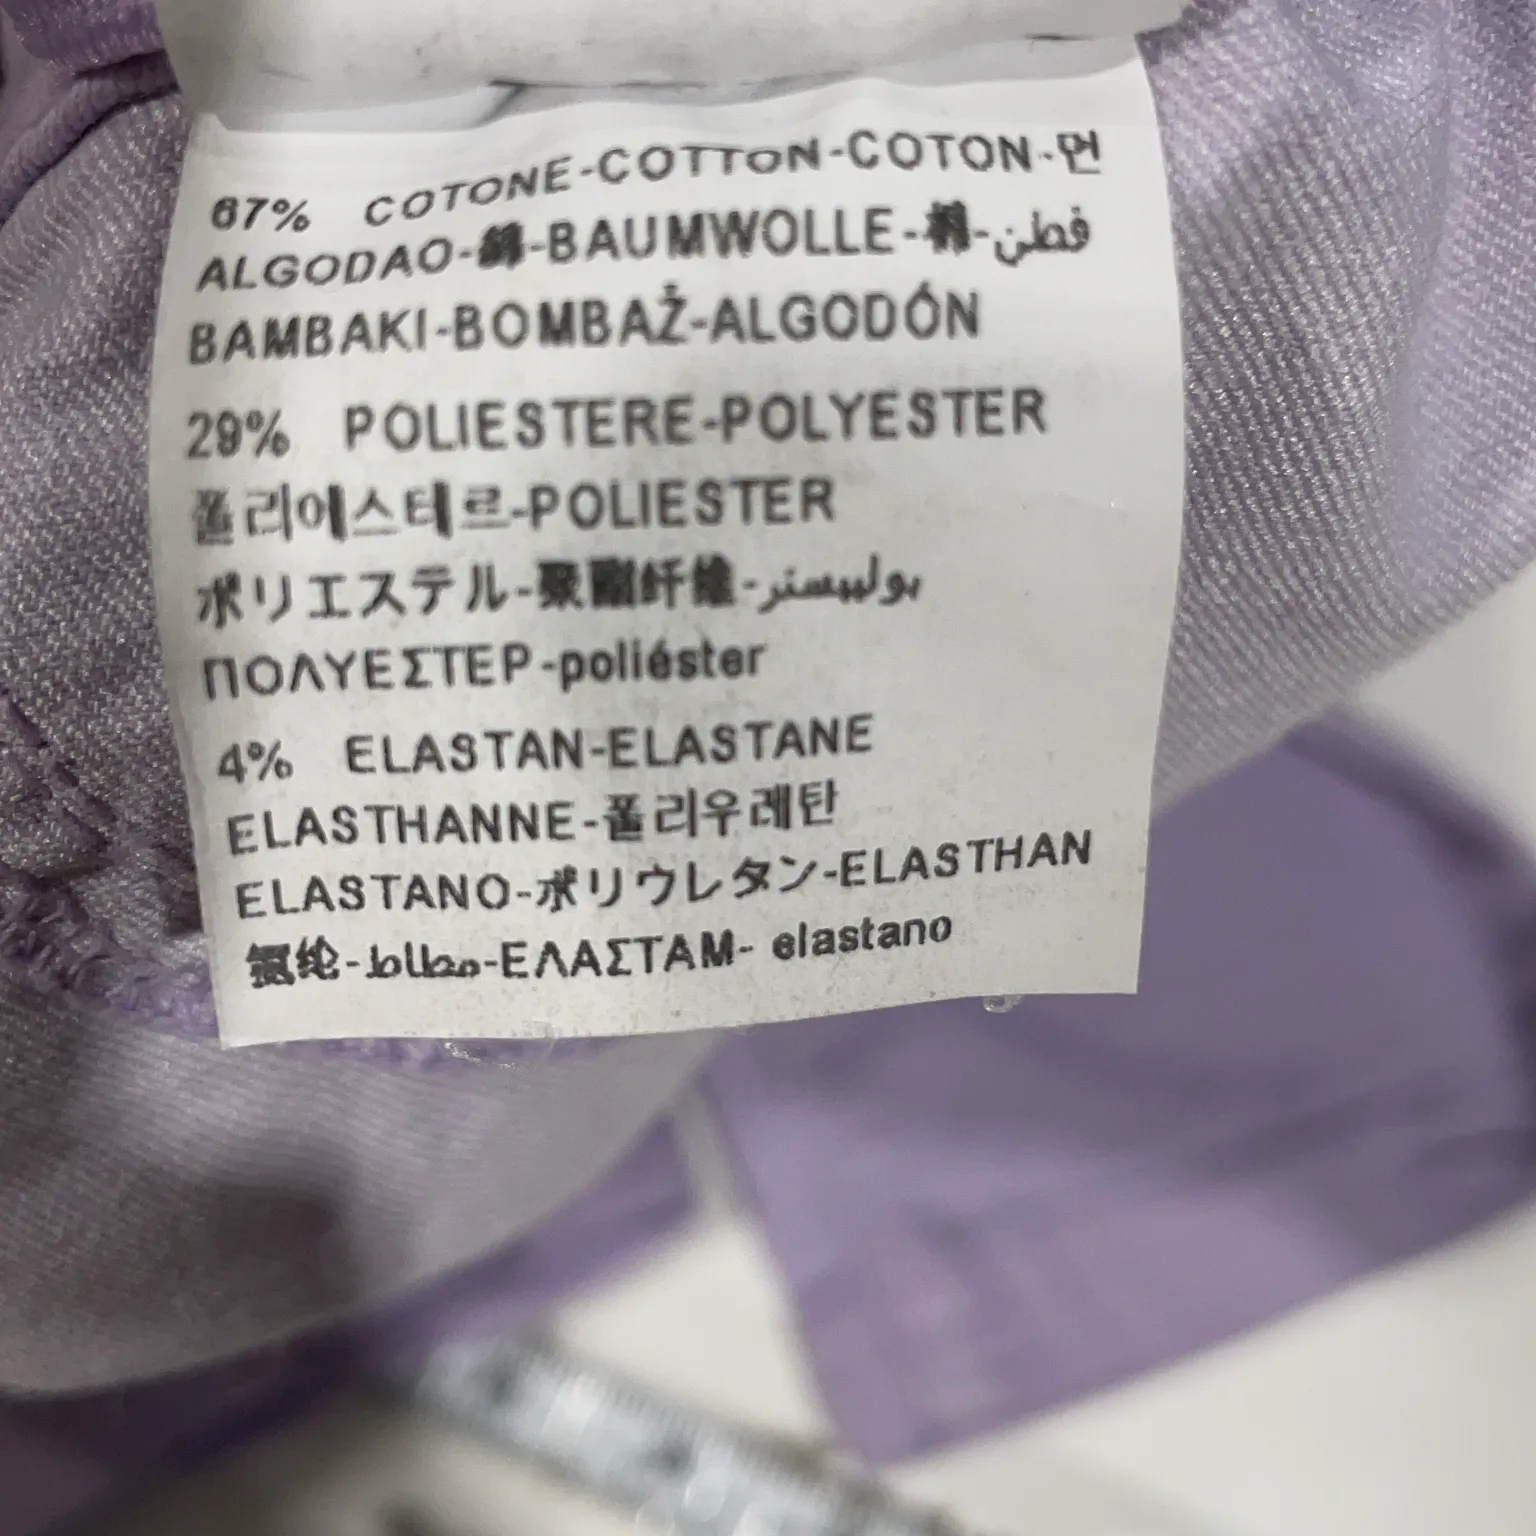 67% COTONE-COTTON-COTON-면
ALGODAO-綿-BAUMWOLLE-棉-قطن
BAMBAKI-BOMBAŽ-ALGODÓN
29% POLIESTERE-POLYESTER
폴리에스테르-POLIESTER
ポリエステル-聚酯纤维-بوليستر
ΠΟΛΥΕΣΤΕΡ-poliéster
4% ELASTAN-ELASTANE
ELASTHANNE-폴리우레탄
ELASTANO-ポリウレタン-ELASTHAN
氨纶-مطاط-ΕΛΑΣΤΑΜ- elastano